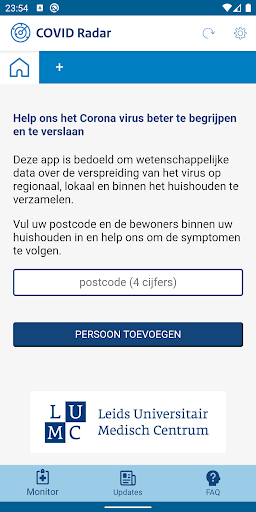 23:54
COVID Radar
+
Help ons het Corona virus beter te begrijpen
en te verslaan
Deze app is bedoeld om wetenschappelijke
data over de verspreiding van het virus op
regionaal, lokaal en binnen het huishouden te
verzamelen.
Vul uw postcode en de bewoners binnen uw
huishouden in en help ons om de symptomen
te volgen.
postcode (4 cijfers)
PERSOON TOEVOEGEN
LU
MC
Leids Universitair
Medisch Centrum
Monitor Updates FAQ